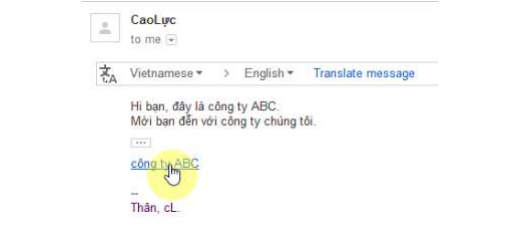 CaoLực
to me
Vietnamese > English Translate message
Hi bạn, đây là công ty ABC.
Mời bạn đến với công ty chúng tôi.
...
công ty ABC
--
Thân, cL.